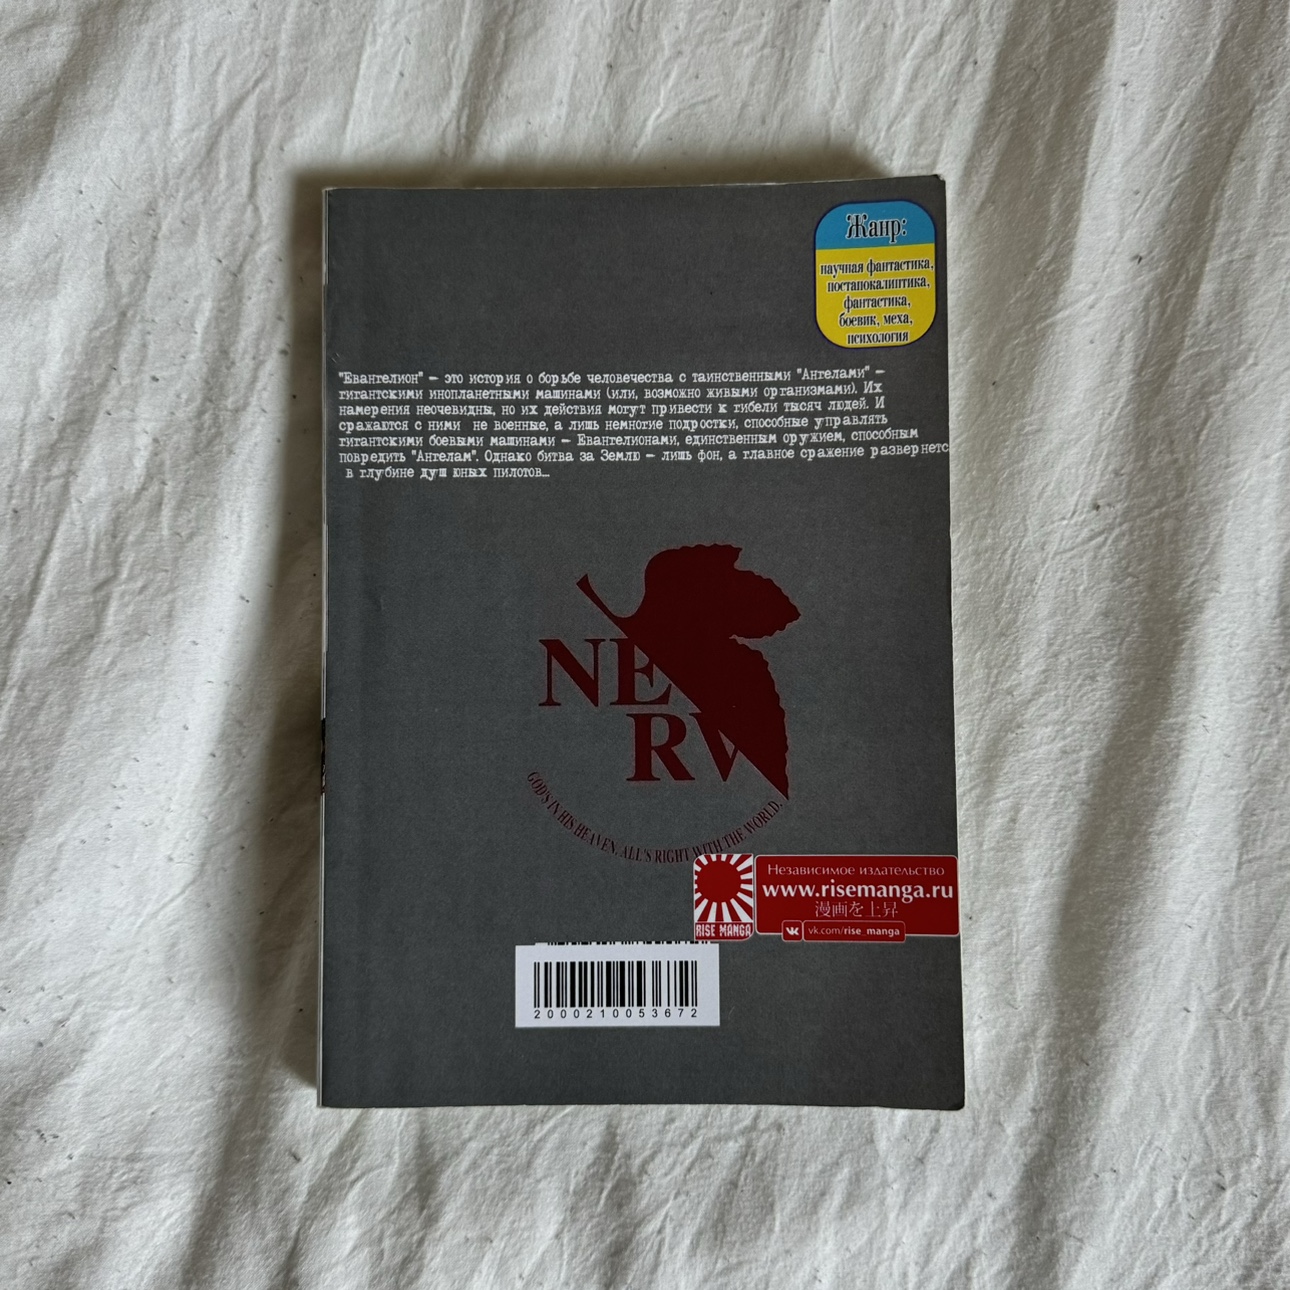 Жанр:
научная фантастика,
постапокалиптика,
фантастика,
боевик, меха,
психология
"Евангелион" – это история о борьбе человечества с таинственными "Ангелами" –
гигантскими инопланетными машинами (или, возможно живыми организмами). Их
намерения неочевидны, но их действия могут привести к гибели тысяч людей. И
сражаются с ними не военные, а лишь немногие подростки, способные управлять
гигантскими боевыми машинами – Евангелионами, единственным оружием, способным
повредить "Ангелам". Однако битва за Землю – лишь фон, а главное сражение развернетс
в глубине душ юных пилотов...
NE
RV
GOD'S IN HIS HEAVEN. ALL'S RIGHT WITH THE WORLD.
Независимое издательство
www.risemanga.ru
漫画を上昇
RISE MANGA
vk.com/rise_manga
2000210053672